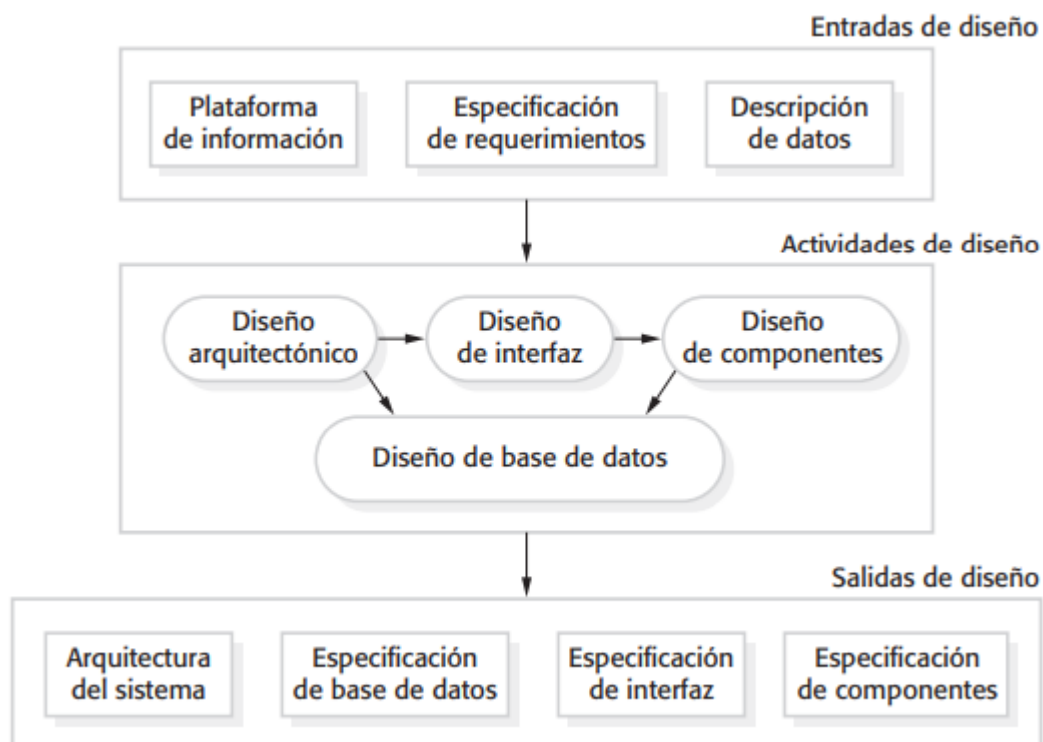 Entradas de diseño
Plataforma
de información
Especificación
de requerimientos
Descripción
de datos
Actividades de diseño
Diseño
arquitectónico
Diseño
de interfaz
Diseño
de componentes
Diseño de base de datos
Salidas de diseño
Arquitectura
del sistema
Especificación
de base de datos
Especificación
de interfaz
Especificación
de componentes